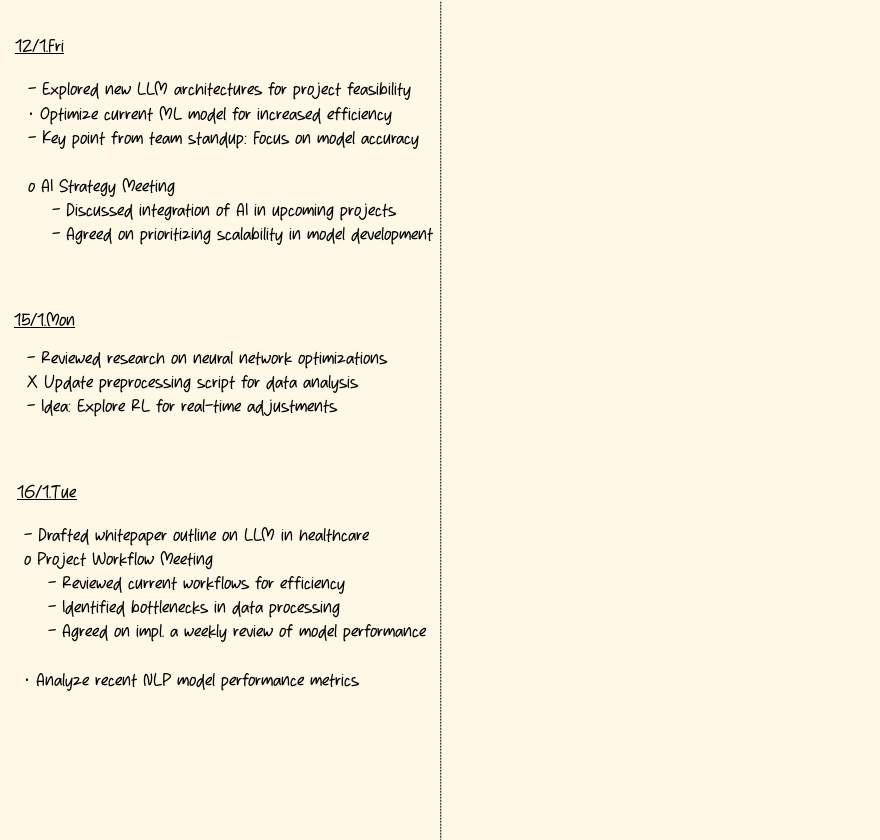 12/1.Fri
- Explored new LLM architectures for project feasibility
· Optimize current ML model for increased efficiency
- Key point from team standup: Focus on model accuracy
o AI Strategy Meeting
- Discussed integration of AI in upcoming projects
- Agreed on prioritizing scalability in model development
15/1.Mon
- Reviewed research on neural network optimizations
X Update preprocessing script for data analysis
- Idea: Explore RL for real-time adjustments
16/1.Tue
- Drafted whitepaper outline on LLM in healthcare
o Project Workflow Meeting
- Reviewed current workflows for efficiency
- Identified bottlenecks in data processing
- Agreed on impl. a weekly review of model performance
· Analyze recent NLP model performance metrics